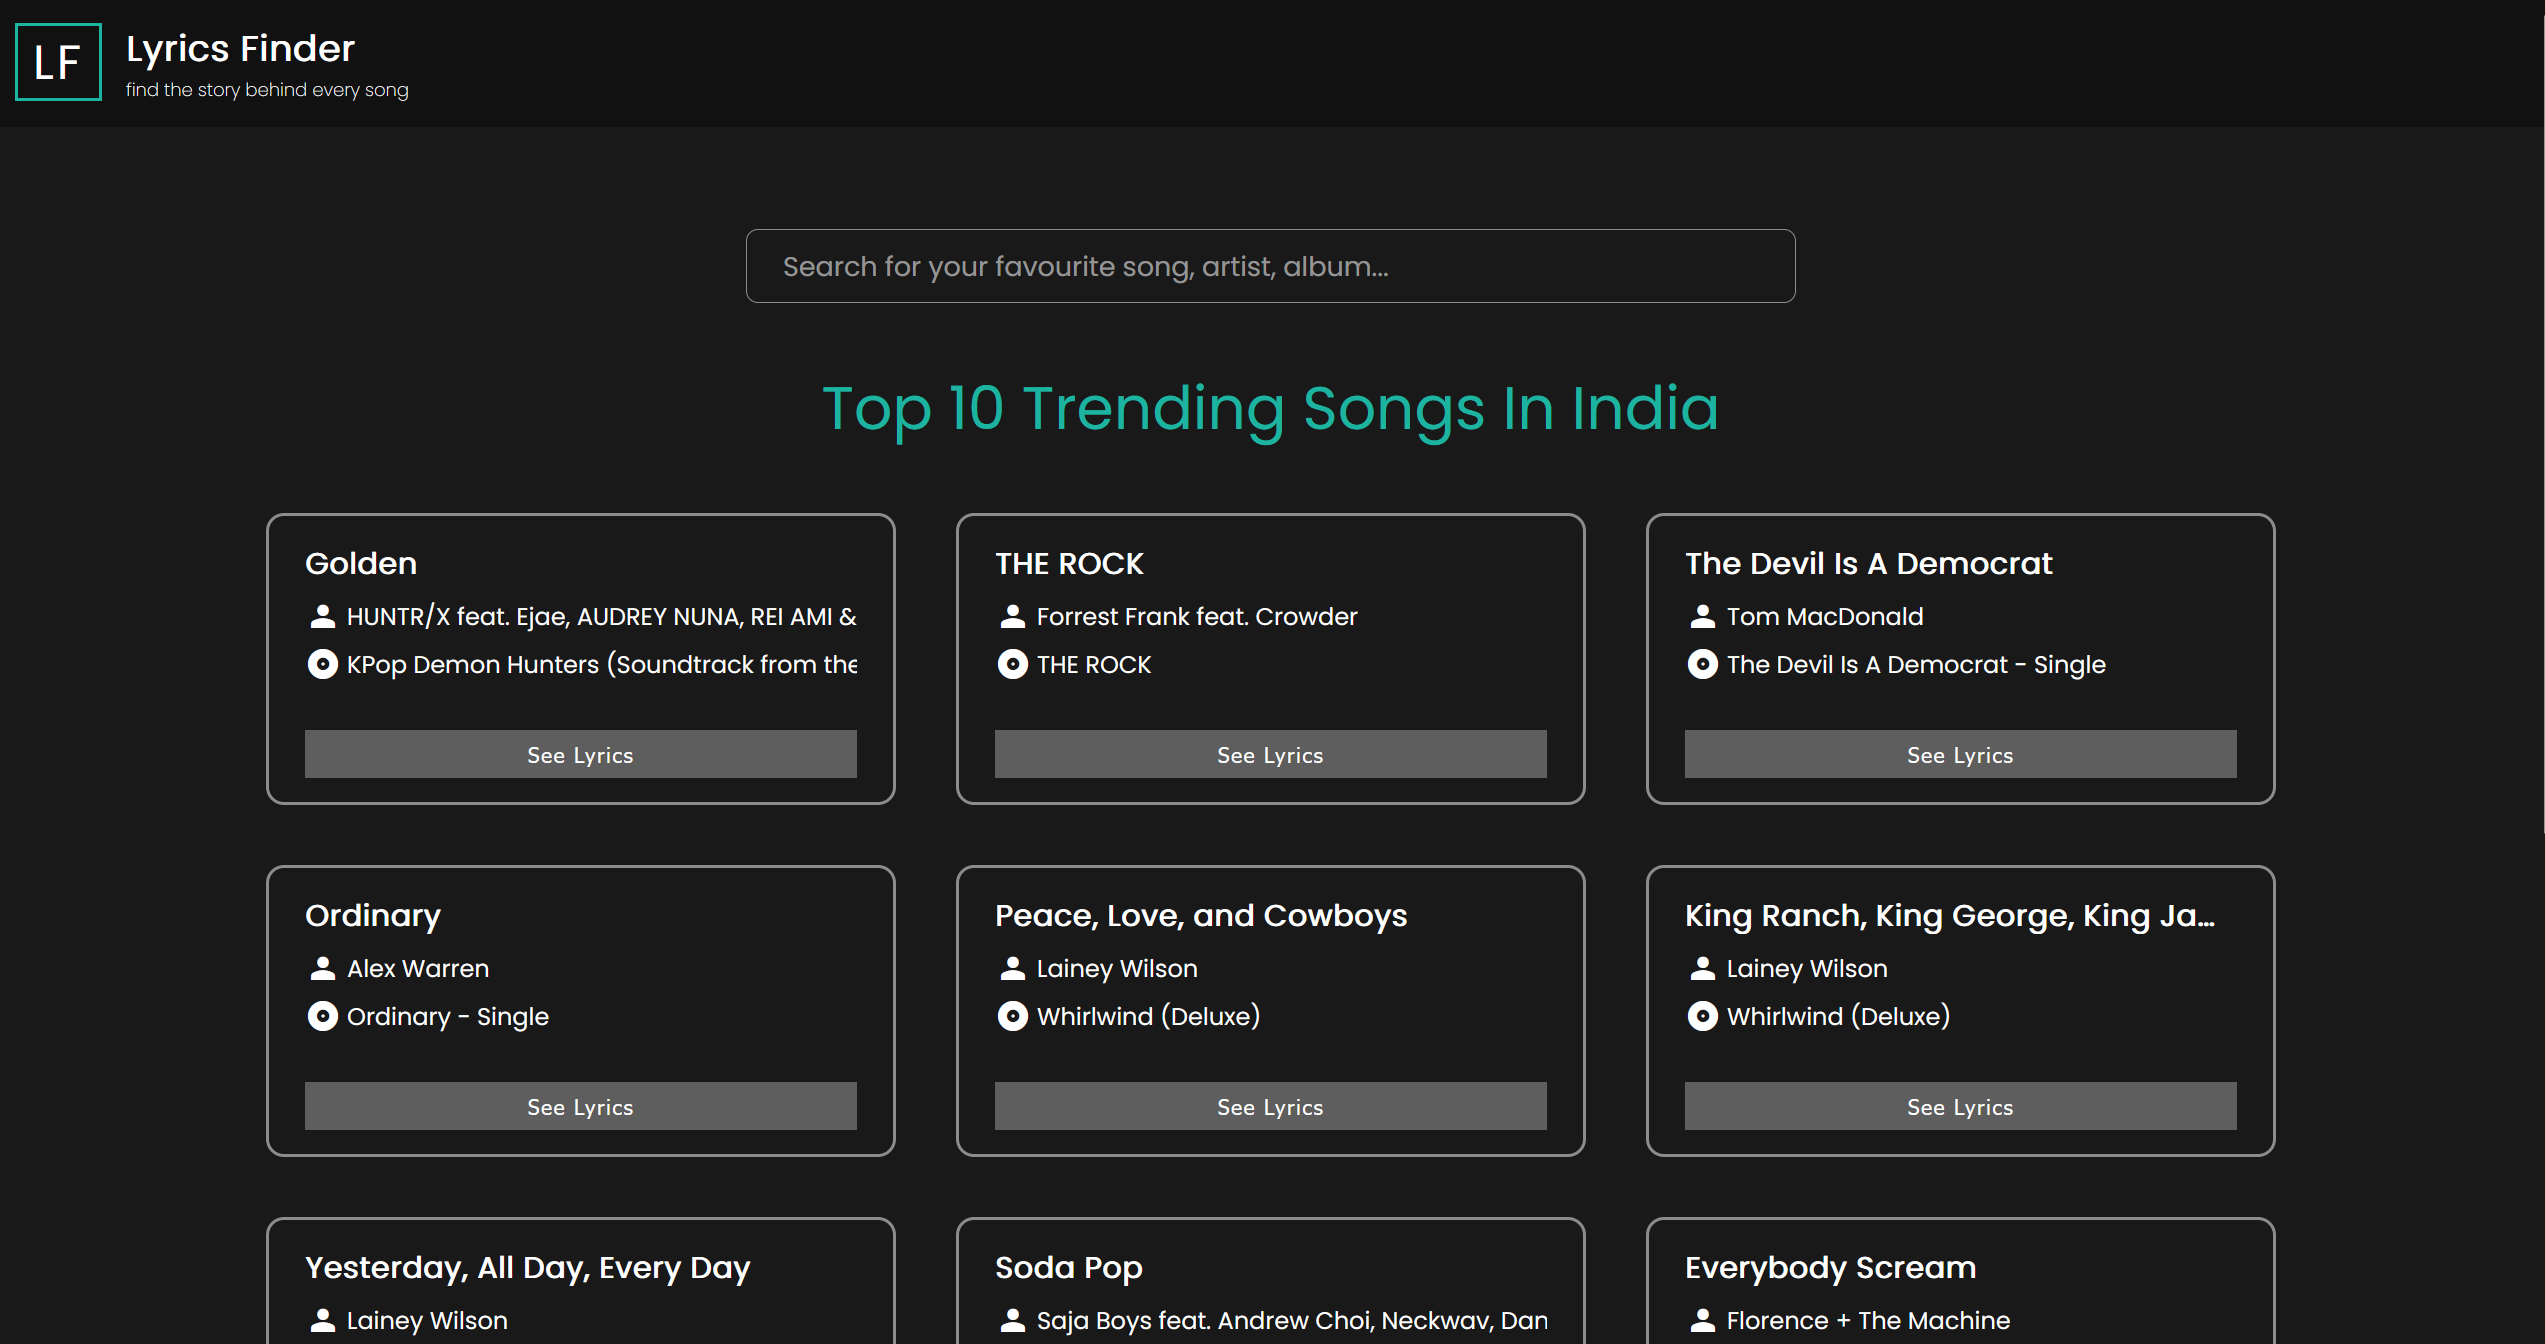 LF
Lyrics Finder
find the story behind every song
Search for your favourite song, artist, album...
Top 10 Trending Songs In India
Golden
HUNTR/X feat. Ejae, AUDREY NUNA, REI AMI &
KPop Demon Hunters (Soundtrack from the
See Lyrics
THE ROCK
Forrest Frank feat. Crowder
THE ROCK
See Lyrics
The Devil Is A Democrat
Tom MacDonald
The Devil Is A Democrat - Single
See Lyrics
Ordinary
Alex Warren
Ordinary - Single
See Lyrics
Peace, Love, and Cowboys
Lainey Wilson
Whirlwind (Deluxe)
See Lyrics
King Ranch, King George, King Ja...
Lainey Wilson
Whirlwind (Deluxe)
See Lyrics
Yesterday, All Day, Every Day
Lainey Wilson
Soda Pop
Saja Boys feat. Andrew Choi, Neckwav, Dan
Everybody Scream
Florence + The Machine